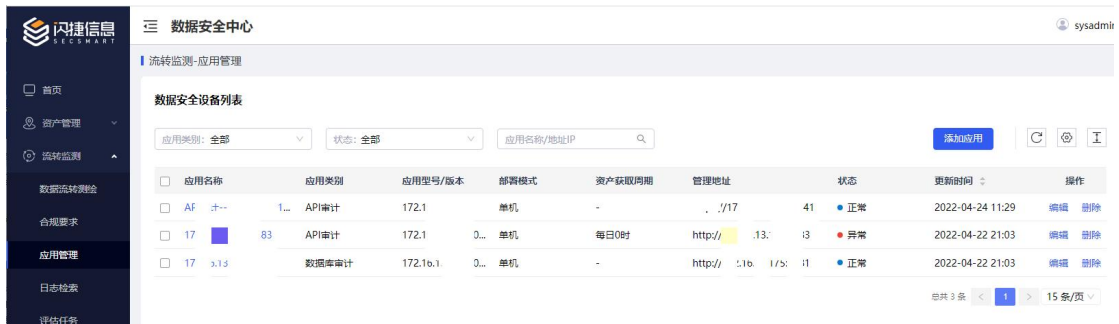 闪捷信息
SECSMART
数据安全中心
sysadmin
流转监测-应用管理
首页
资产管理
流转监测
数据流转测绘
合规要求
应用管理
日志检索
评估任务
数据安全设备列表
应用类别: 全部 状态: 全部 应用名称/地址IP 添加应用
应用名称 应用类别 应用型号/版本 部署模式 资产获取周期 管理地址 状态 更新时间 操作
1... API审计 172.1 单机 - 41 正常 2022-04-24 11:29 编辑 删除
17 83 API审计 172.1 0... 单机 每日0时 http:// .13. 异常 2022-04-22 21:03 编辑 删除
17 数据库审计 172.16.1 0... 单机 - http:// 正常 2022-04-22 21:03 编辑 删除
总共 3 条 < 1 > 15 条/页